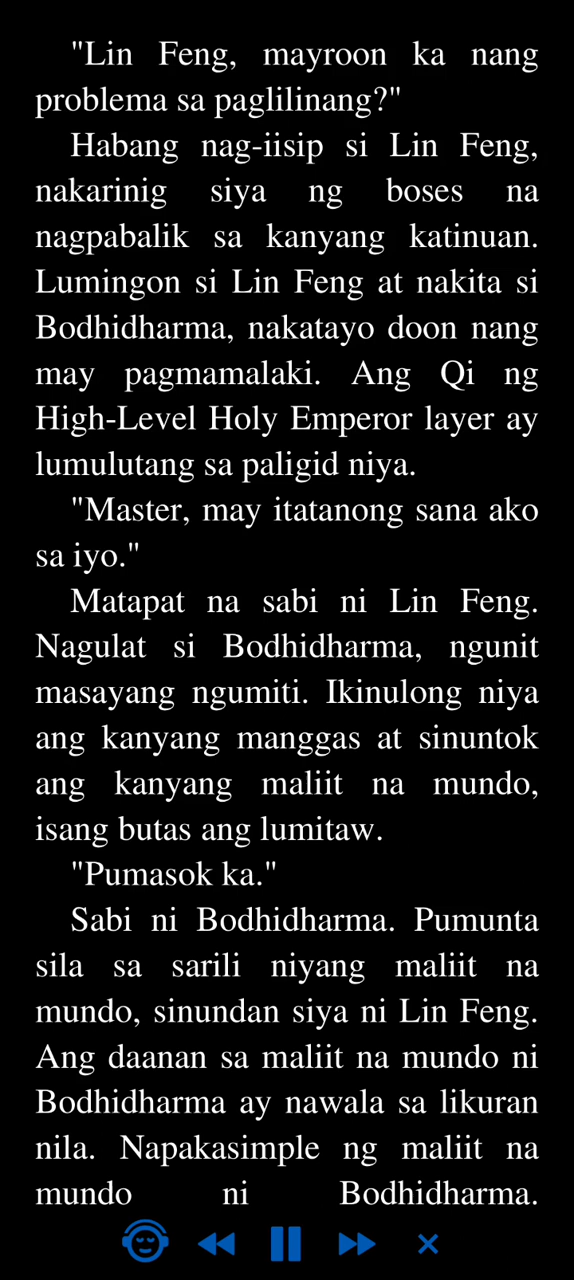 "Lin Feng, mayroon ka nang
problema sa paglilinang?"
Habang nag-iisip si Lin Feng,
nakarinig siya ng boses na
nagpabalik sa kanyang katinuan.
Lumingon si Lin Feng at nakita si
Bodhidharma, nakatayo doon nang
may pagmamalaki. Ang Qi ng
High-Level Holy Emperor layer ay
lumulutang sa paligid niya.
"Master, may itatanong sana ako
sa iyo."
Matapat na sabi ni Lin Feng.
Nagulat si Bodhidharma, ngunit
masayang ngumiti. Ikinulong niya
ang kanyang manggas at sinuntok
ang kanyang maliit na mundo,
isang butas ang lumitaw.
"Pumasok ka."
Sabi ni Bodhidharma. Pumunta
sila sa sarili niyang maliit na
mundo, sinundan siya ni Lin Feng.
Ang daanan sa maliit na mundo ni
Bodhidharma ay nawala sa likuran
nila. Napakasimple ng maliit na
mundo ni Bodhidharma.